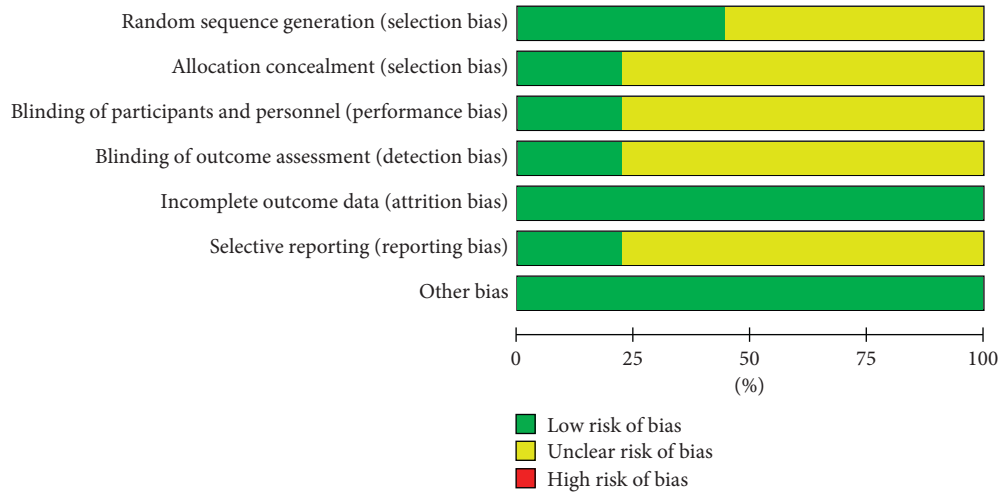 Random sequence generation (selection bias)
Allocation concealment (selection bias)
Blinding of participants and personnel (performance bias)
Blinding of outcome assessment (detection bias)
Incomplete outcome data (attrition bias)
Selective reporting (reporting bias)
Other bias
0 25 50 75 100
(%)
Low risk of bias
Unclear risk of bias
High risk of bias